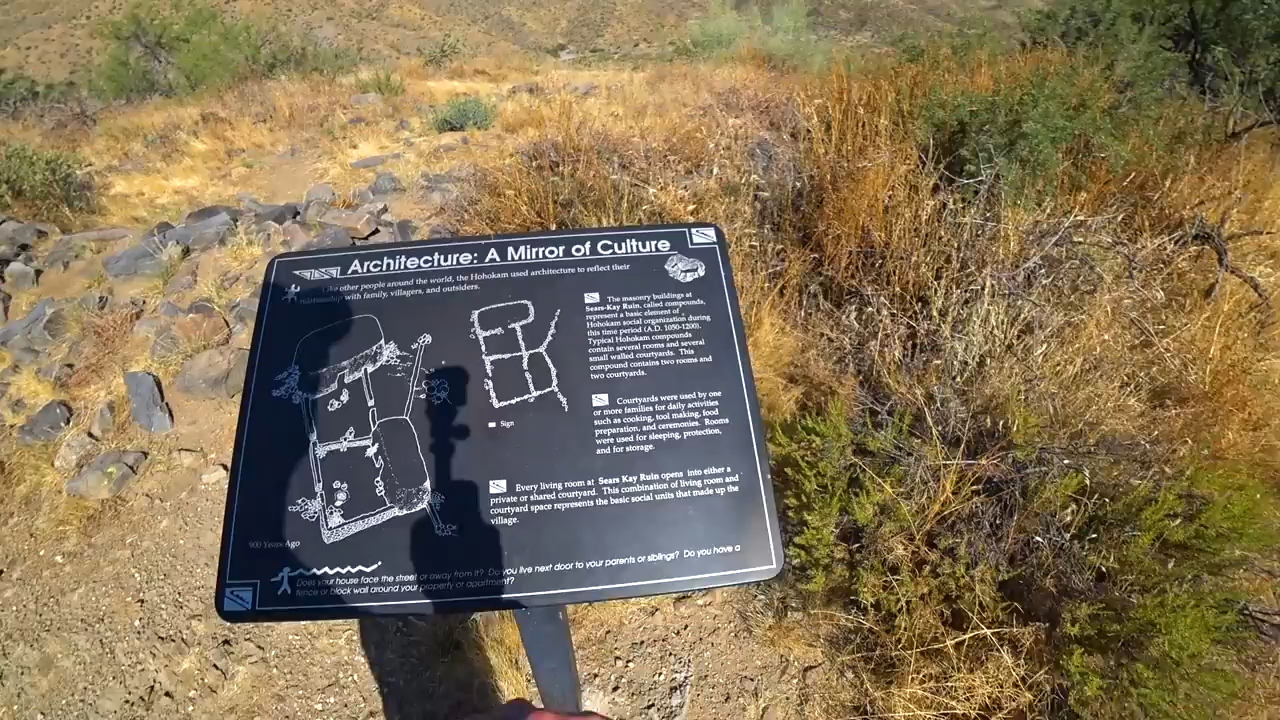 Architecture: A Mirror of Culture
Like other people around the world, the Hohokam used architecture to reflect their
relationship with family, villagers, and outsiders.
The masonry buildings at
Sears-Kay Ruin, called compounds,
represent a basic element of
Hohokam social organization during
this time period (A.D. 1050-1200).
Typical Hohokam compounds
contain several rooms and several
small walled courtyards. This
compound contains two rooms and
two courtyards.
Courtyards were used by one
or more families for daily activities
such as cooking, tool making, food
preparation, and ceremonies. Rooms
were used for sleeping, protection,
and for storage.
Sign
Every living room at Sears Kay Ruin opens into either a
private or shared courtyard. This combination of living room and
courtyard space represents the basic social units that made up the
village.
900 Years Ago
Does your house face the street or away from it? Do you live next door to your parents or siblings? Do you have a
fence or block wall around your property or apartment?